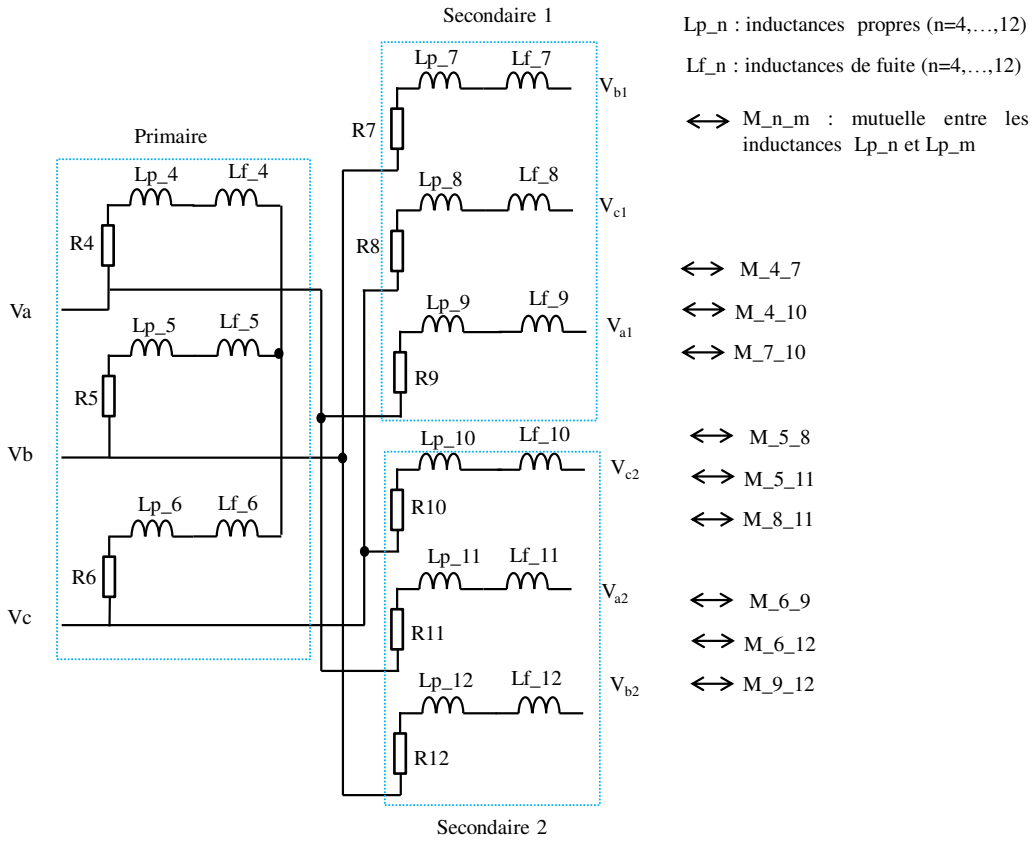 Secondaire 1
Lp_n : inductances propres (n=4,…,12)
Lf_n : inductances de fuite (n=4,…,12)
M_n_m : mutuelle entre les
inductances Lp_n et Lp_m
Primaire
Lp_4
Lf_4
R4
Va
Lp_5
Lf_5
R5
Vb
Lp_6
Lf_6
R6
Vc
Lp_7
Lf_7
R7
Vb1
Lp_8
Lf_8
R8
Vc1
Lp_9
Lf_9
R9
Va1
Lp_10
Lf_10
R10
Vc2
Lp_11
Lf_11
R11
Va2
Lp_12
Lf_12
R12
Vb2
Secondaire 2
M_4_7
M_4_10
M_7_10
M_5_8
M_5_11
M_8_11
M_6_9
M_6_12
M_9_12